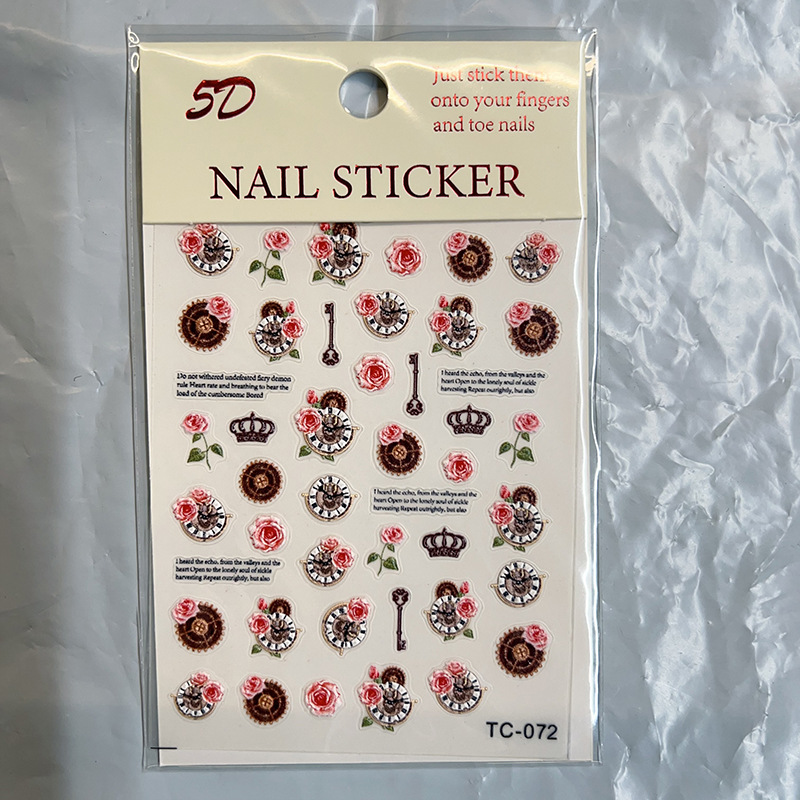 5D
Just stick them
onto your fingers
and toe nails
NAIL STICKER
Do not withered undefeated fiery demon
rule Heart rate and breathing to bear the
load of the cumbersome Bored
I heard the echo, from the valleys and the
heart Open to the lonely soul of sickle
harvesting Repeat outrightly, but also
I heard the echo, from the valleys and the
heart Open to the lonely soul of sickle
harvesting Repeat outrightly, but also
I heard the echo, from the valleys and the
heart Open to the lonely soul of sickle
harvesting Repeat outrightly, but also
TC-072